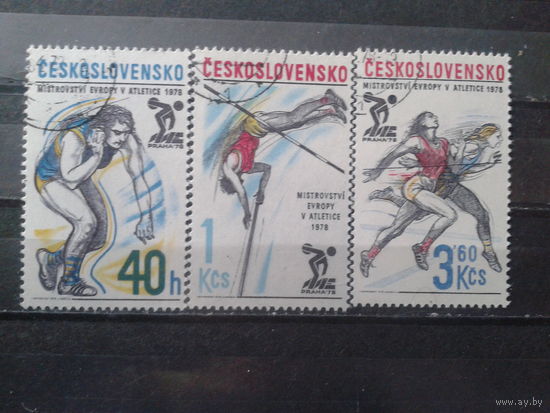 ČESKOSLOVENSKO
MISTROVSTVÍ EVROPY V ATLETICE 1978
PRAHA'78
40h
ČESKOSLOVENSKO
MISTROVSTVÍ
EVROPY
V ATLETICE
1978
1
Kčs
PRAHA'78
ČESKOSLOVENSKO
MISTROVSTVÍ EVROPY V ATLETICE 1978
PRAHA'78
3'60
Kčs
www.ay.by